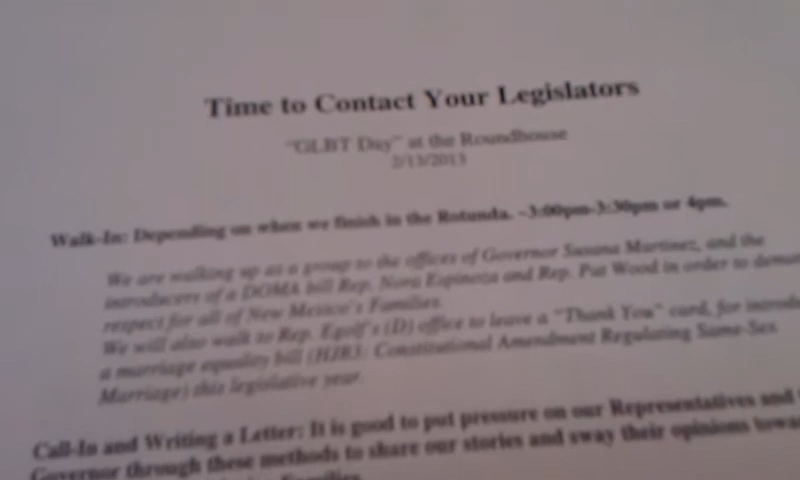 Time to Contact Your Legislators
"GLBT Day" at the Roundhouse
2/13/2013
Walk-In: Depending on when we finish in the Rotunda. ~3:00pm-3:30pm or 4pm.
We are walking up as a group to the offices of Governor Susana Martinez, and the
introducers of a DOMA bill Rep. Nora Espinoza and Rep. Pat Wood in order to
respect for all of New Mexico's Families.
We will also walk to Rep. Egolf's (D) office to leave a "Thank You" card, for
a marriage equality bill (HJR3: Constitutional Amendment Regulating Same-Sex
Marriage) this legislative year.
Call-In and Writing a Letter: It is good to put pressure on our Representatives and
Governor through these methods to share our stories and sway their opinions
Families.